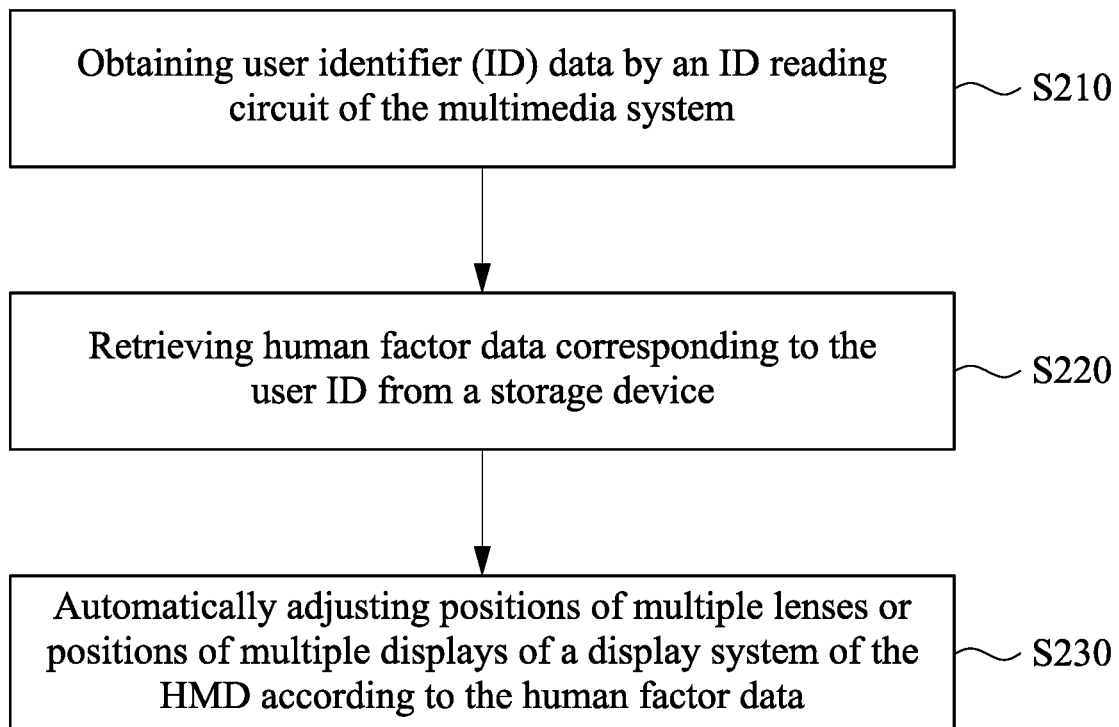 Obtaining user identifier (ID) data by an ID reading
circuit of the multimedia system
S210
Retrieving human factor data corresponding to the
user ID from a storage device
S220
Automatically adjusting positions of multiple lenses or
positions of multiple displays of a display system of the
HMD according to the human factor data
S230